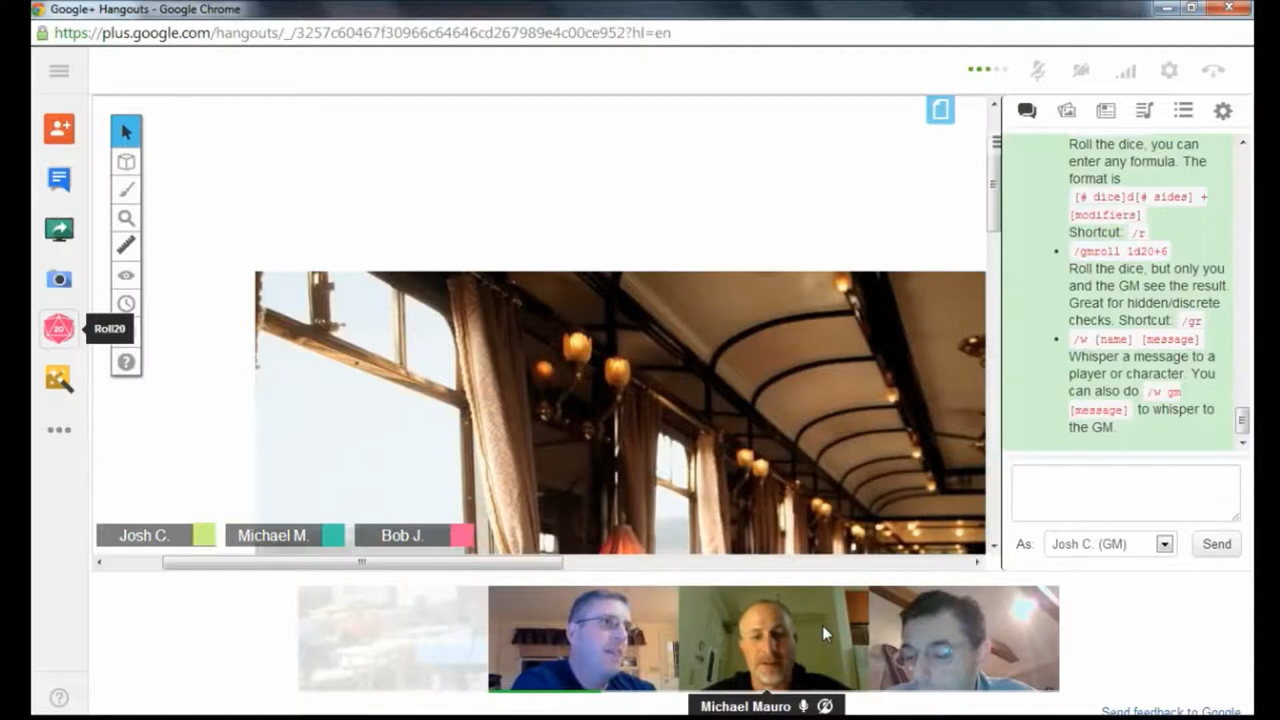 Google+ Hangouts - Google Chrome
https://plus.google.com/hangouts/_/3257c60467f30966c64646cd267989e4c00ce952?hl=en
Roll the dice, you can
enter any formula. The
format is
[# dice]d[# sides] +
[modifiers]
Shortcut: /r
• /gmroll 1d20+6
Roll the dice, but only you
and the GM see the result.
Great for hidden/discrete
checks. Shortcut: /gr
• /w [name] [message]
Whisper a message to a
player or character. You
can also do /w gm
[message] to whisper to
the GM.
20
Roll20
Josh C.
Michael M.
Bob J.
As: Josh C. (GM)
Send
Michael Mauro
Send feedback to Google